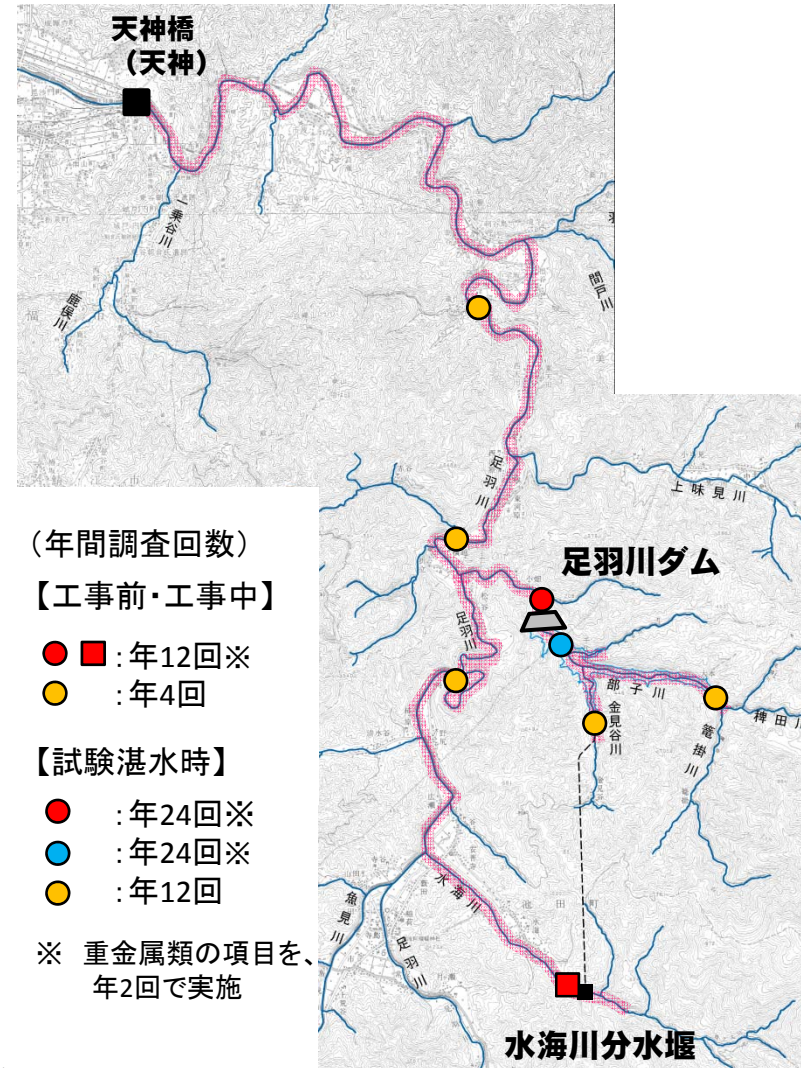 天神橋
（天神）
一乗谷川
鹿俣川
間戸川
足羽川
上味見川
（年間調査回数）
【工事前・工事中】
：年12回※
：年4回
【試験湛水時】
：年24回※
：年24回※
：年12回
※ 重金属類の項目を、
年2回で実施
足羽川ダム
足羽川
部子川
金見谷川
稗田川
篭掛川
水海川
魚見川
足羽川
水海川分水堰